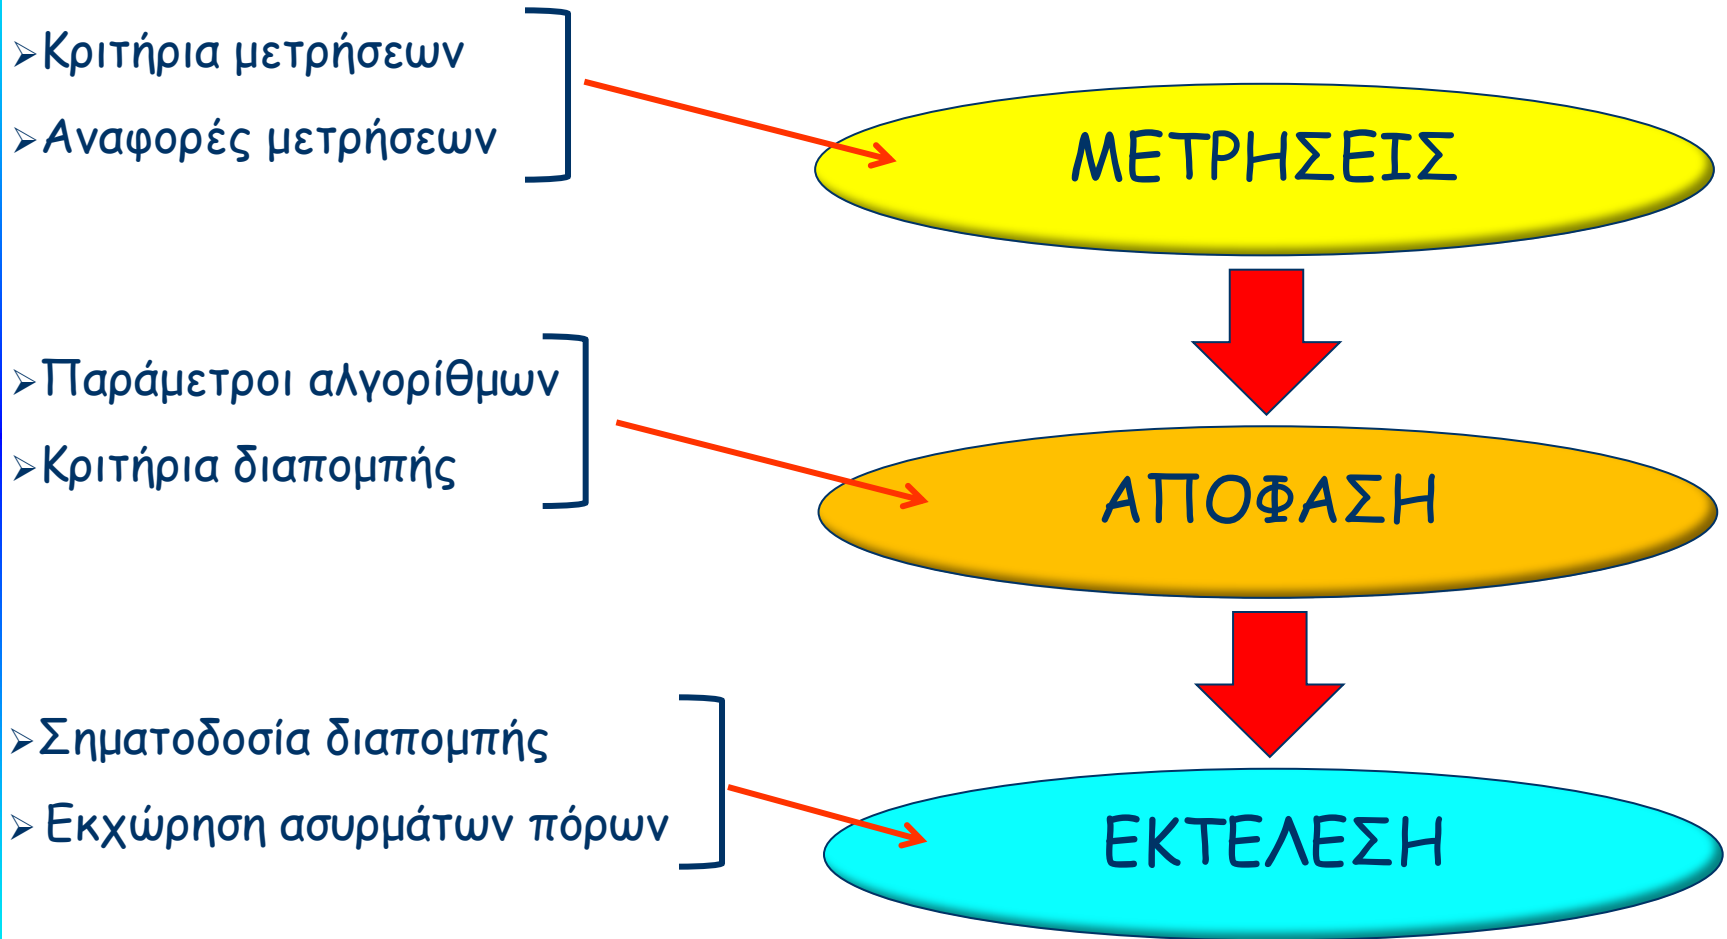 ➢Κριτήρια μετρήσεων
➢Αναφορές μετρήσεων
ΜΕΤΡΗΣΕΙΣ
➢Παράμετροι αλγορίθμων
➢Κριτήρια διαπομπής
ΑΠΟΦΑΣΗ
➢Σηματοδοσία διαπομπής
➢ Εκχώρηση ασυρμάτων πόρων
ΕΚΤΕΛΕΣΗ